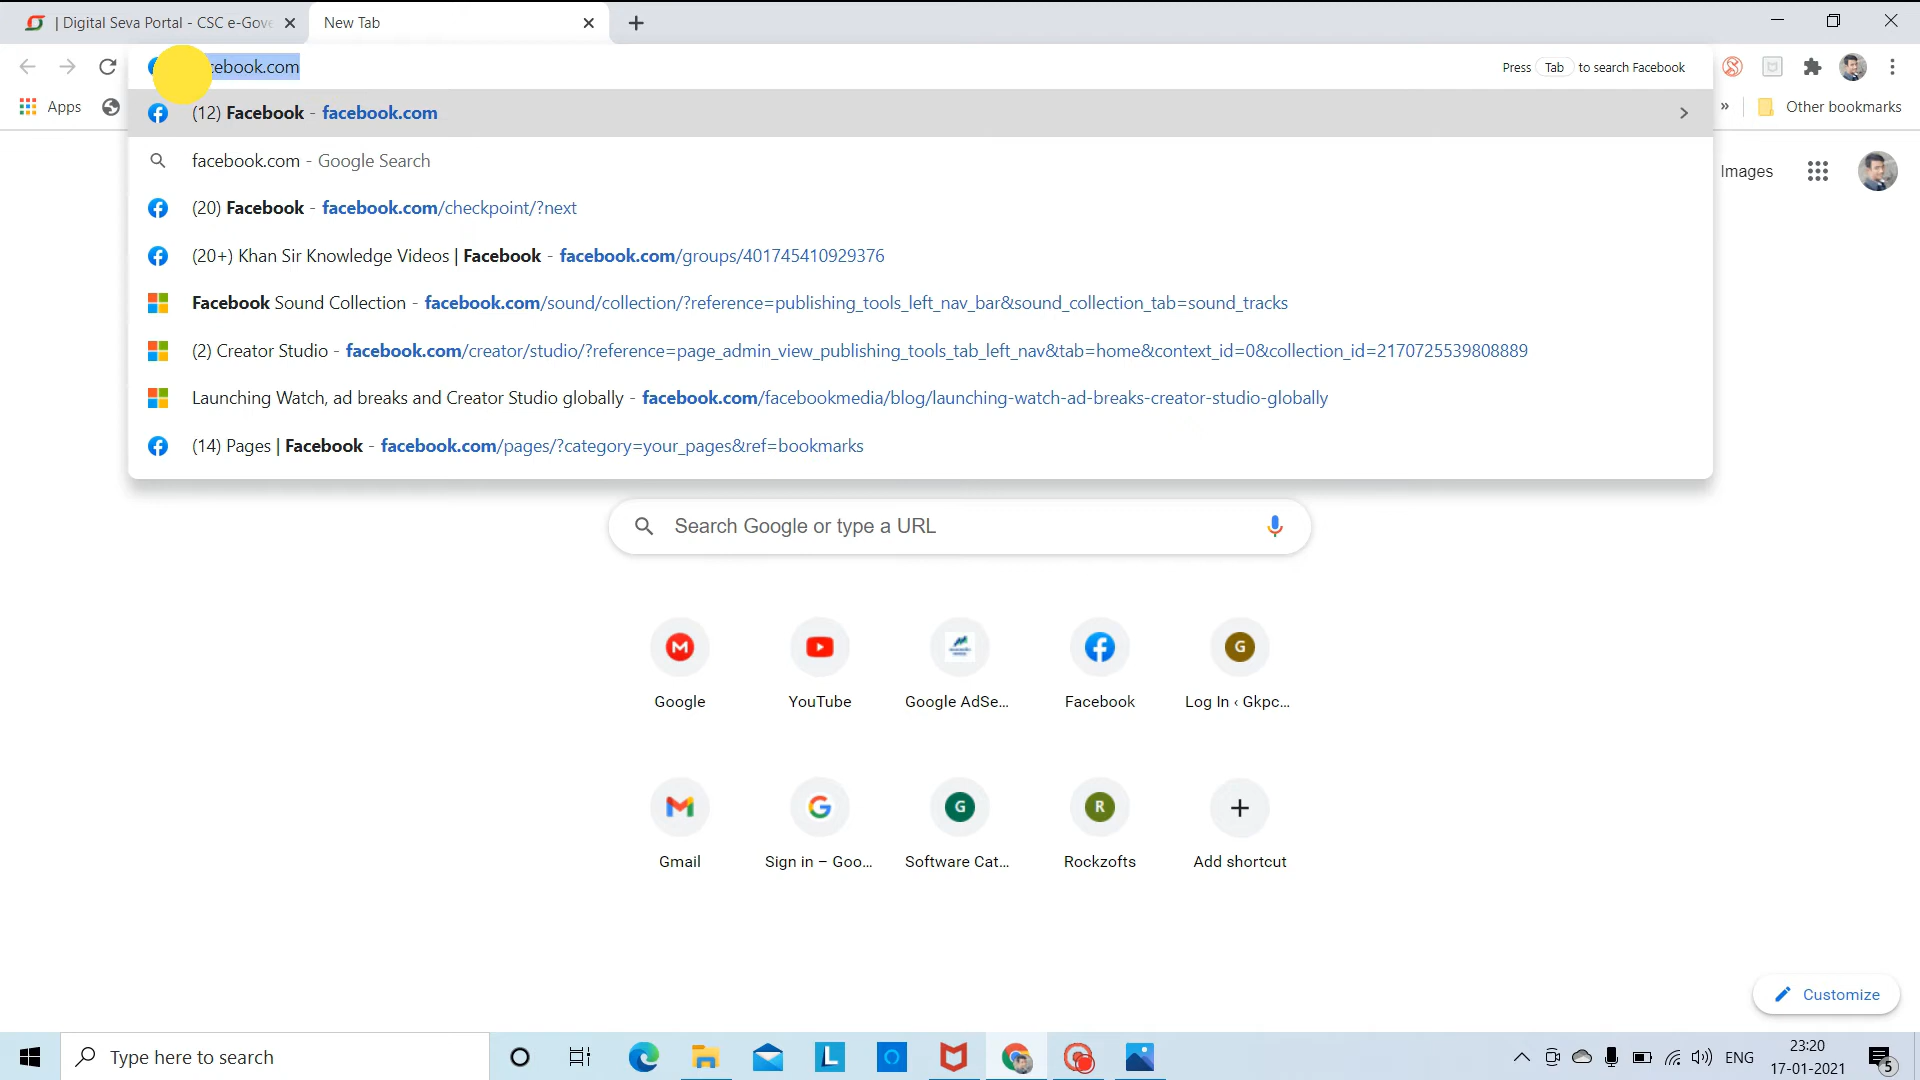 | Digital Seva Portal - CSC e-Gove
New Tab
cebook.com
Press Tab to search Facebook
Apps
Other bookmarks
(12) Facebook - facebook.com
facebook.com - Google Search
Images
(20) Facebook - facebook.com/checkpoint/?next
(20+) Khan Sir Knowledge Videos | Facebook - facebook.com/groups/401745410929376
Facebook Sound Collection - facebook.com/sound/collection/?reference=publishing_tools_left_nav_bar&sound_collection_tab=sound_tracks
(2) Creator Studio - facebook.com/creator/studio/?reference=page_admin_view_publishing_tools_tab_left_nav&tab=home&context_id=0&collection_id=2170725539808889
Launching Watch, ad breaks and Creator Studio globally - facebook.com/facebookmedia/blog/launching-watch-ad-breaks-creator-studio-globally
(14) Pages | Facebook - facebook.com/pages/?category=your_pages&ref=bookmarks
Search Google or type a URL
G
Google
YouTube
Google AdSe...
Facebook
Log In ‹ Gkpc...
G
R
Gmail
Sign in – Goo...
Software Cat...
Rockzofts
Add shortcut
Customize
Type here to search
L
ENG
23:20
17-01-2021
5